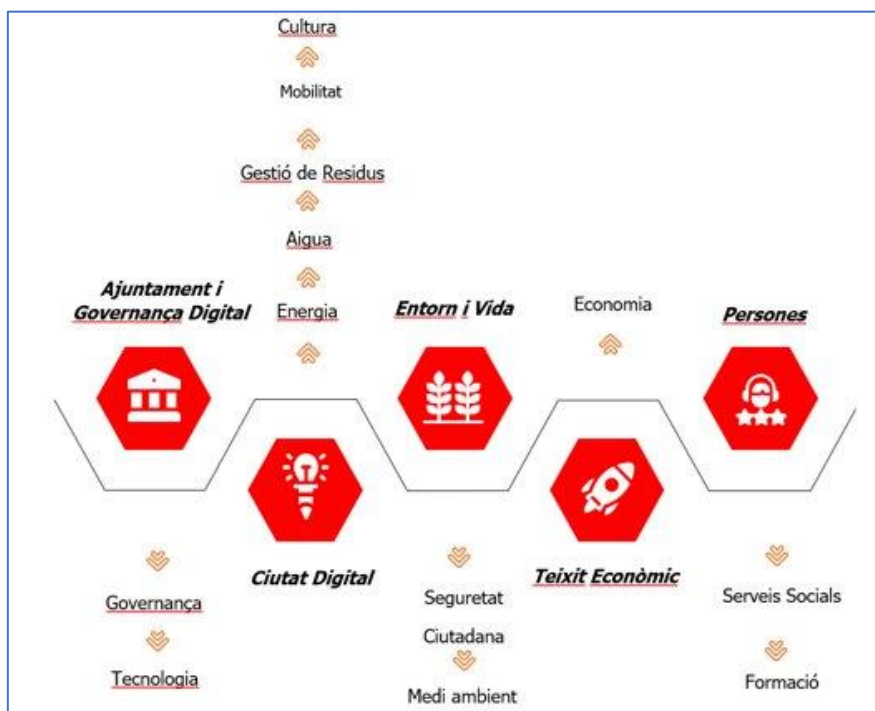 Cultura
Mobilitat
Gestió de Residus
Aigua
Energia
Ajuntament i
Governança Digital
Entorn i Vida
Economia
Persones
Ciutat Digital
Teixit Econòmic
Governança
Tecnologia
Seguretat
Ciutadana
Medi ambient
Serveis Socials
Formació